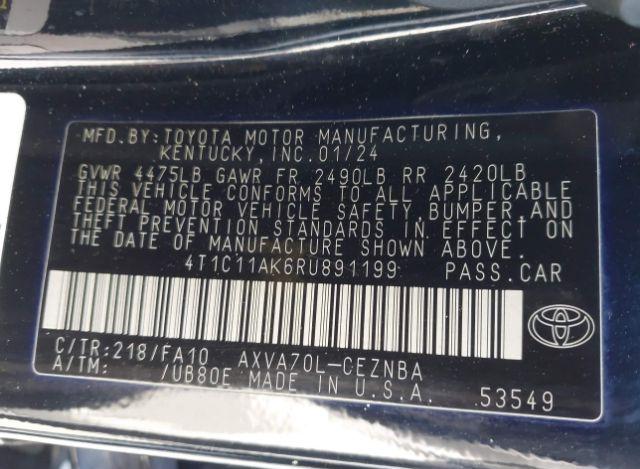 MFD.BY: TOYOTA MOTOR MANUFACTURING,
KENTUCKY, INC. 01/24
GVWR 4475LB GAWR FR 2490LB RR 2420LB
THIS VEHICLE CONFORMS TO ALL APPLICABLE
FEDERAL MOTOR VEHICLE SAFETY, BUMPER, AND
THEFT PREVENTION STANDARDS IN EFFECT ON
THE DATE OF MANUFACTURE SHOWN ABOVE.
4T1C11AK6RU891199 PASS.CAR
C/TR:218/FA10 AXVA70L-CEZNBA
A/TM: /UB80E MADE IN U.S.A. 53549